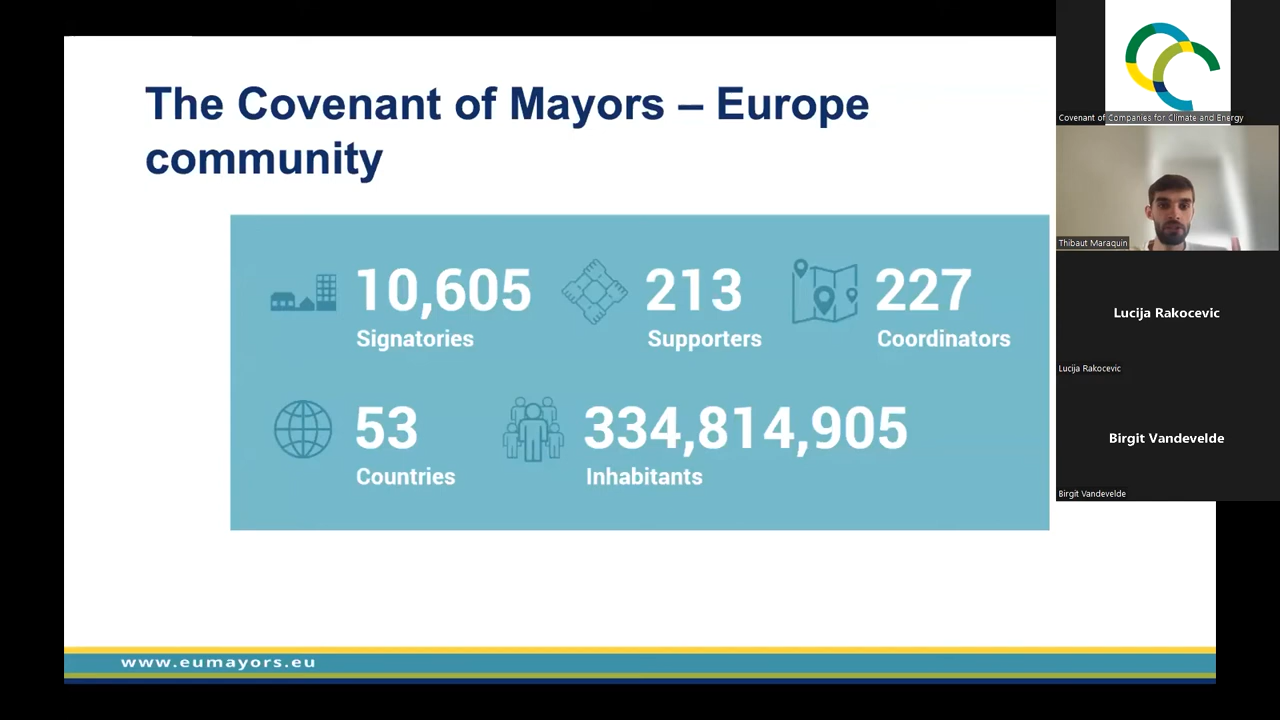 The Covenant of Mayors – Europe
community
10,605
Signatories
213
Supporters
227
Coordinators
53
Countries
334,814,905
Inhabitants
www.eumayors.eu
Covenant of Companies for Climate and Energy
Thibaut Maraquin
Lucija Rakocevic
Lucija Rakocevic
Birgit Vandevelde
Birgit Vandevelde